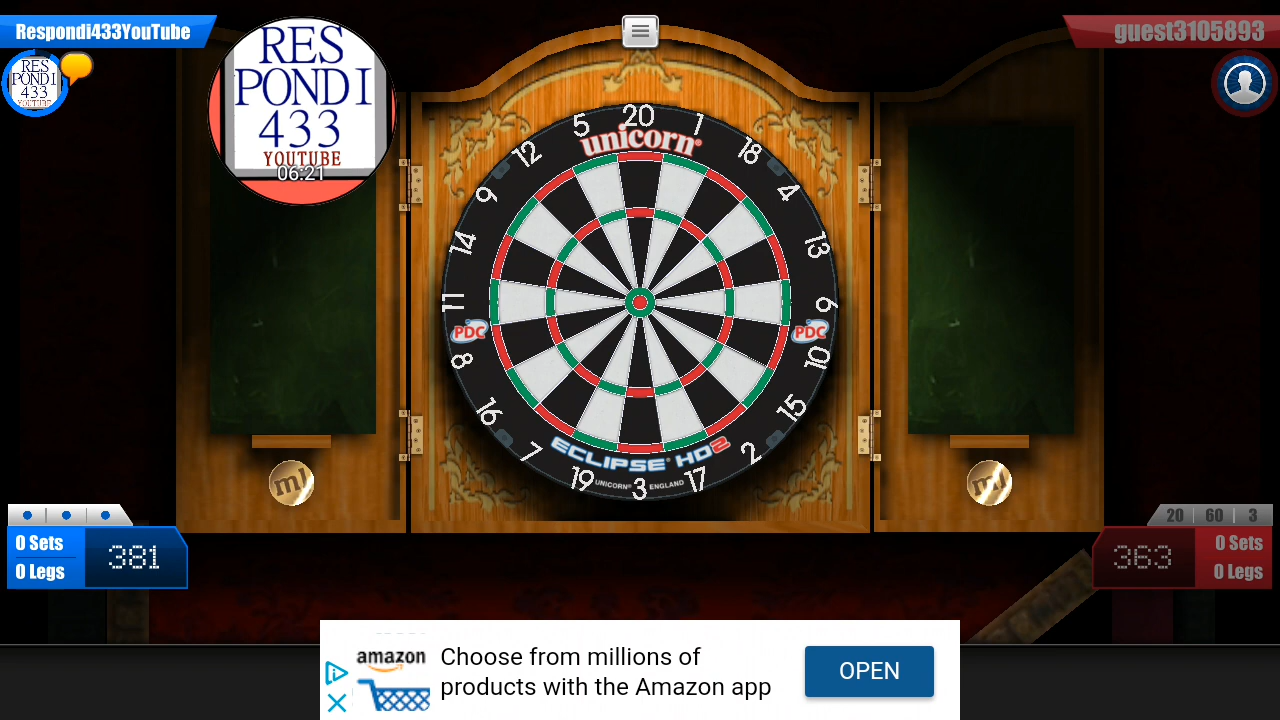 Respondi433YouTube
RES
PONDI
433
YOUTUBE
06:21
RES
PONDI
433
YOUTUBE
guest3105893
20
1
18
4
13
6
10
15
2
17
3
19
7
16
8
11
14
9
12
5
unicorn®
PDC
PDC
ECLIPSE® HD2
UNICORN® ENGLAND
ml
ml
0 Sets
0 Legs
381
20 | 60 | 3
363
0 Sets
0 Legs
amazon
Choose from millions of
products with the Amazon app
OPEN